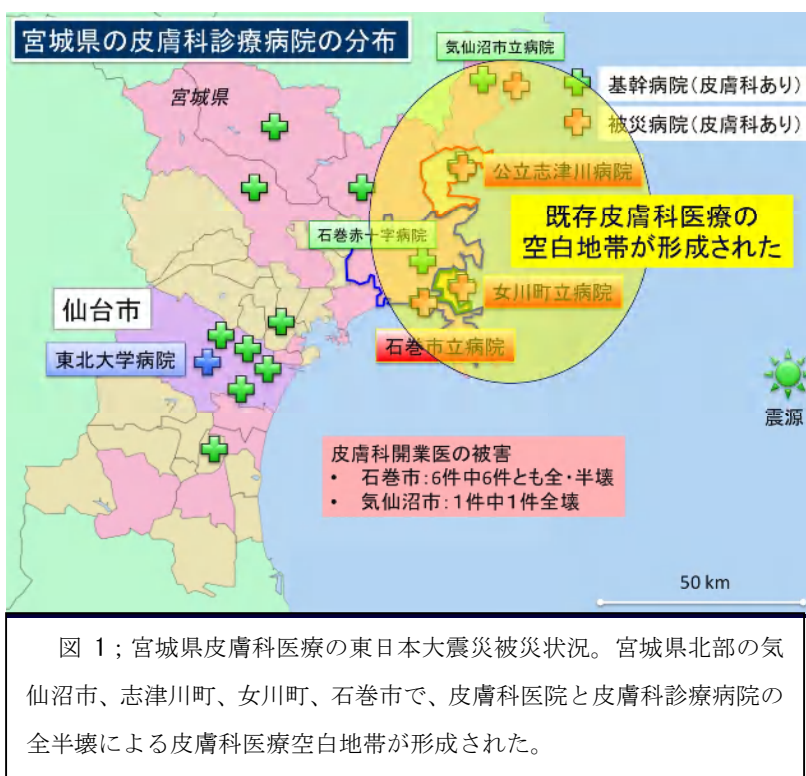 宮城県の皮膚科診療病院の分布
気仙沼市立病院
宮城県
基幹病院(皮膚科あり)
被災病院(皮膚科あり)
公立志津川病院
既存皮膚科医療の
空白地帯が形成された
石巻赤十字病院
女川町立病院
仙台市
東北大学病院
石巻市立病院
震源
皮膚科開業医の被害
• 石巻市:6件中6件とも全・半壊
• 気仙沼市:1件中1件全壊
50 km
図 1;宮城県皮膚科医療の東日本大震災被災状況。宮城県北部の気
仙沼市、志津川町、女川町、石巻市で、皮膚科医院と皮膚科診療病院の
全半壊による皮膚科医療空白地帯が形成された。